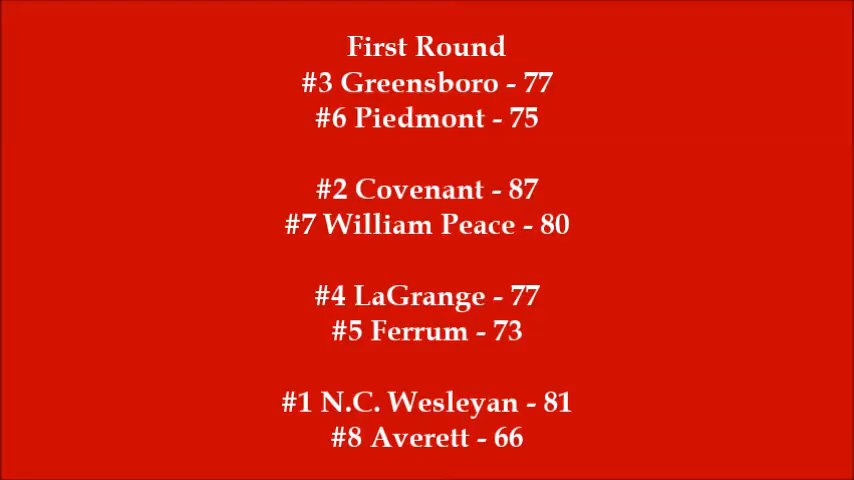 First Round
#3 Greensboro - 77
#6 Piedmont - 75
#2 Covenant - 87
#7 William Peace - 80
#4 LaGrange - 77
#5 Ferrum - 73
#1 N.C. Wesleyan - 81
#8 Averett - 66